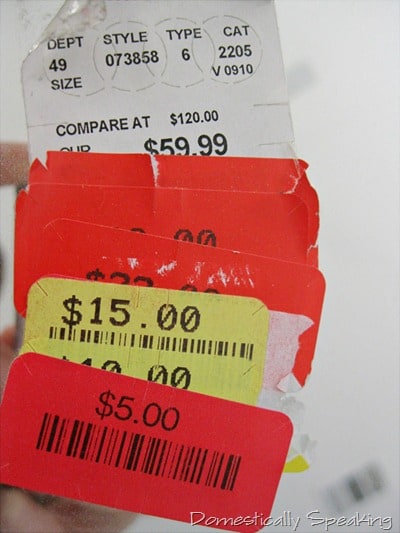 DEPT STYLE TYPE CAT
49 073858 6 2205
SIZE V 0910
COMPARE AT $120.00
OUR $59.99
$15.00
$5.00
Domestically Speaking